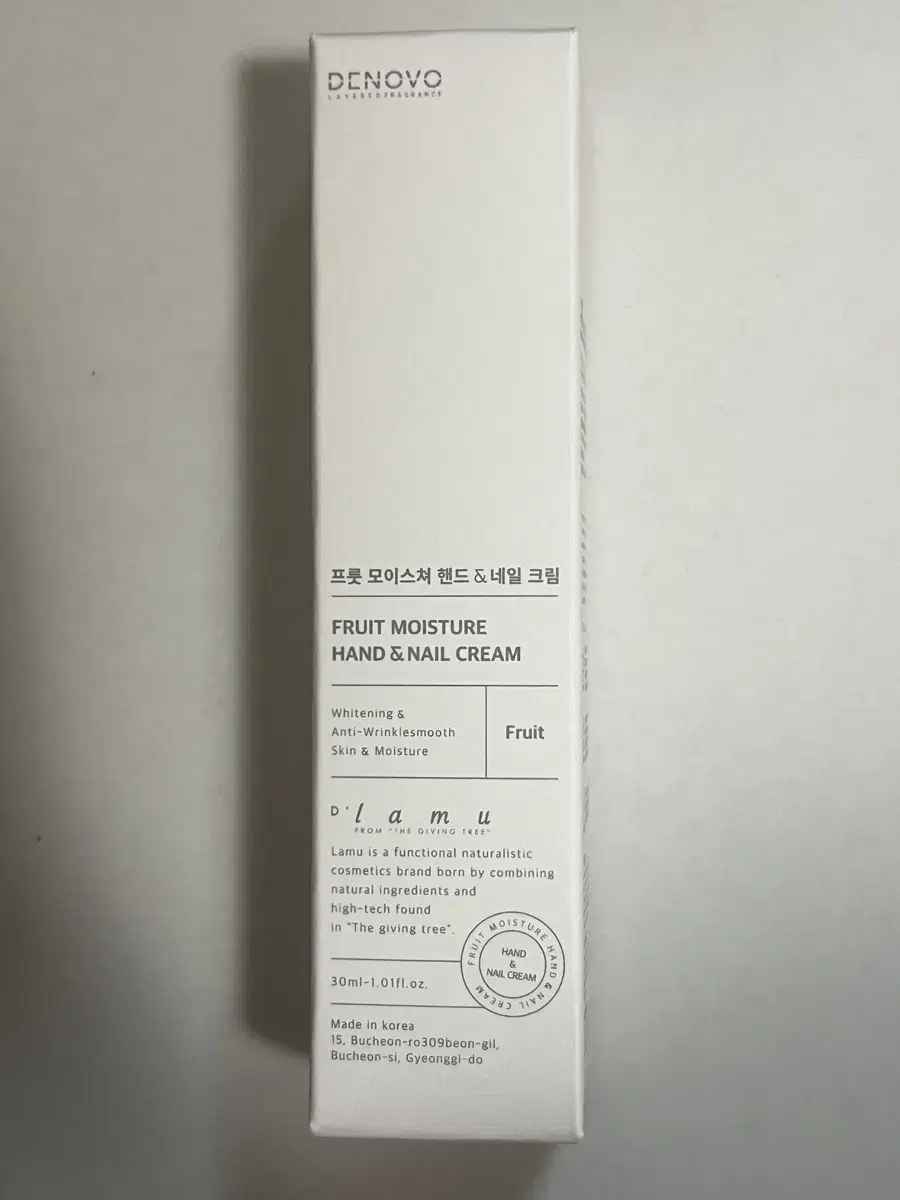 DENOVO
LAYERED FRAGRANCE
프룻 모이스쳐 핸드 & 네일 크림
FRUIT MOISTURE
HAND & NAIL CREAM
Whitening &
Anti-Wrinklesmooth
Skin & Moisture
Fruit
D'lamu
FROM "THE GIVING TREE"
Lamu is a functional naturalistic
cosmetics brand born by combining
natural ingredients and
high-tech found
in "The giving tree".
FRUIT MOISTURE HAND & NAIL CREAM
HAND
&
NAIL CREAM
30ml-1.01fl.oz.
Made in korea
15, Bucheon-ro309beon-gil,
Bucheon-si, Gyeonggi-do